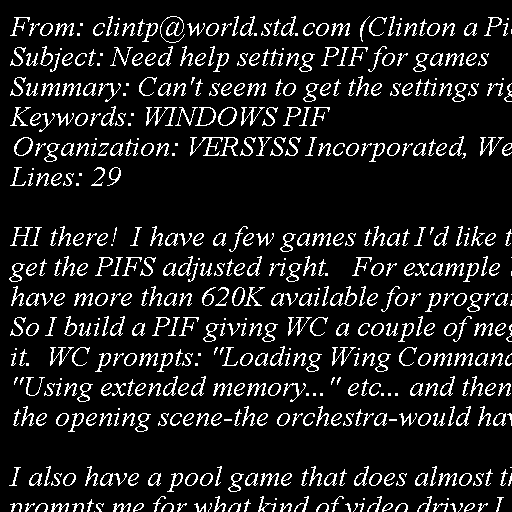 From: clintp@world.std.com (Clinton a Pi
Subject: Need help setting PIF for games
Summary: Can't seem to get the settings rig
Keywords: WINDOWS PIF
Organization: VERSYSS Incorporated, We
Lines: 29

HI there!  I have a few games that I'd like t
get the PIFS adjusted right.   For example
have more than 620K available for progra
So I build a PIF giving WC a couple of meg
it.  WC prompts: "Loading Wing Comman
"Using extended memory..." etc... and then
the opening scene-the orchestra-would hav

I also have a pool game that does almost th
prompts me for what kind of video driver I